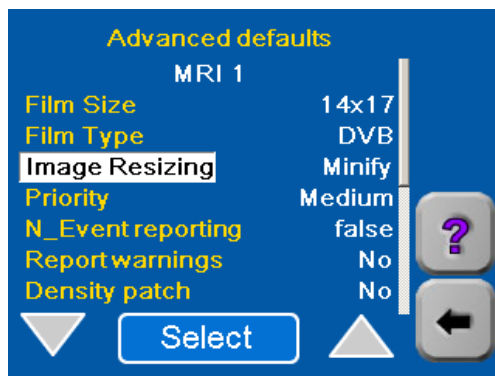 Advanced defaults
MRI 1
Film Size 14x17
Film Type DVB
Image Resizing Minify
Priority Medium
N_Event reporting false
Report warnings No
Density patch No
?
Select